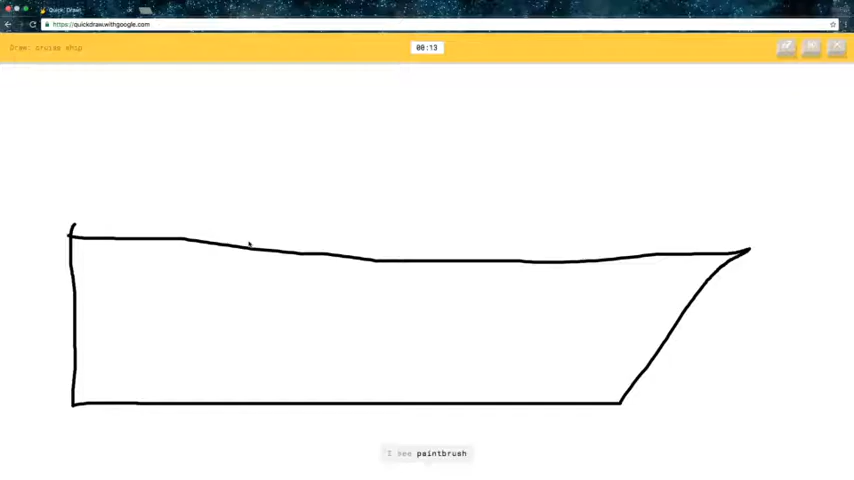 Quick, Draw!
https://quickdraw.withgoogle.com
Draw: cruise ship
00:13
I see paintbrush